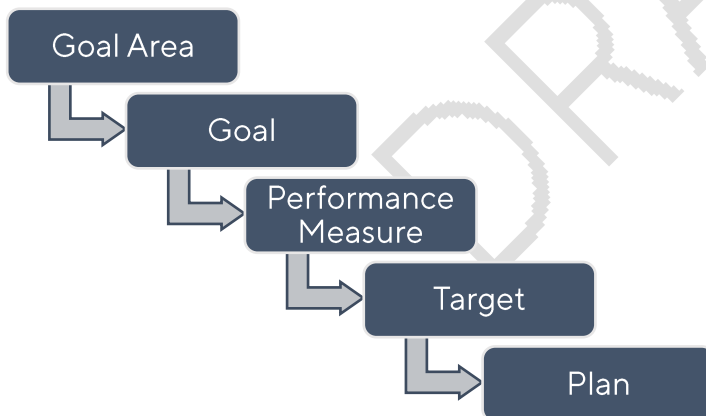 Goal Area
Goal
Performance
Measure
Target
Plan